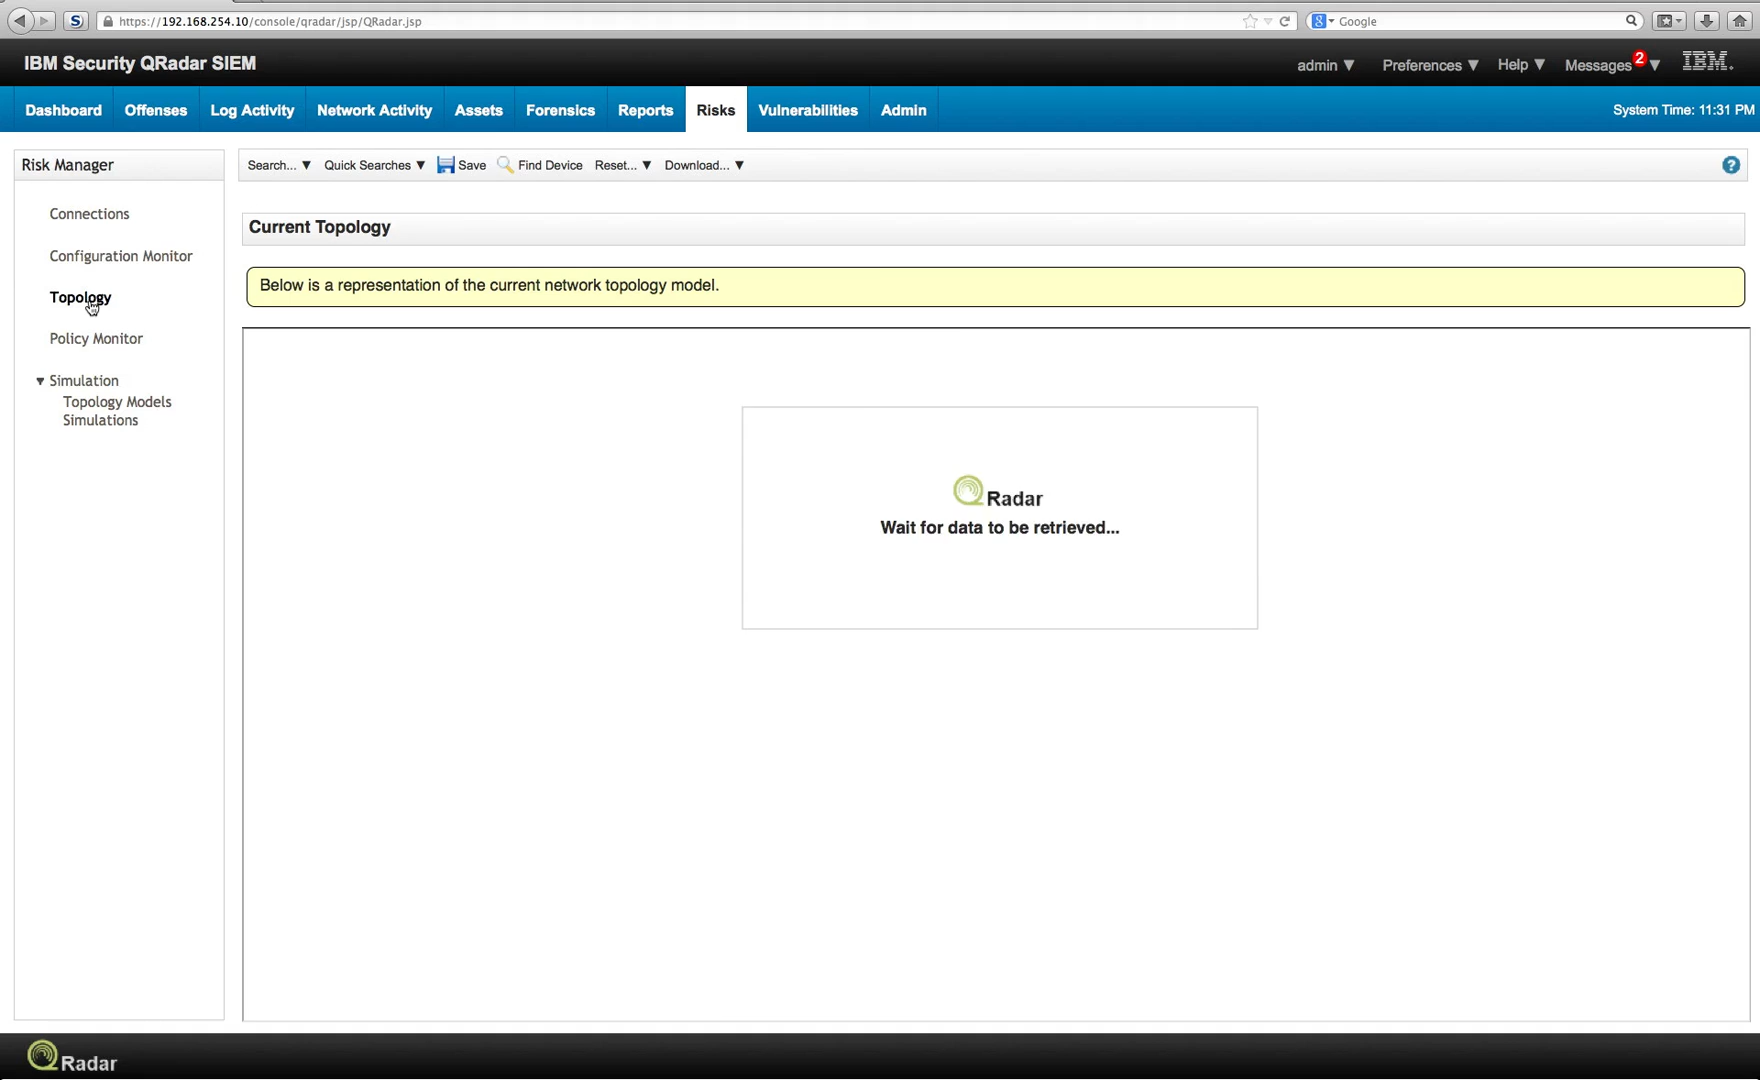 https://192.168.254.10/console/qradar/jsp/QRadar.jsp
Google
IBM Security QRadar SIEM
admin ▼ Preferences ▼ Help ▼ Messages 2 ▼ IBM.
Dashboard Offenses Log Activity Network Activity Assets Forensics Reports Risks Vulnerabilities Admin System Time: 11:31 PM
Risk Manager
Search... ▼ Quick Searches ▼ Save Find Device Reset... ▼ Download... ▼
Connections
Configuration Monitor
Topology
Policy Monitor
▼ Simulation
Topology Models
Simulations
Current Topology
Below is a representation of the current network topology model.
QRadar
Wait for data to be retrieved...
QRadar